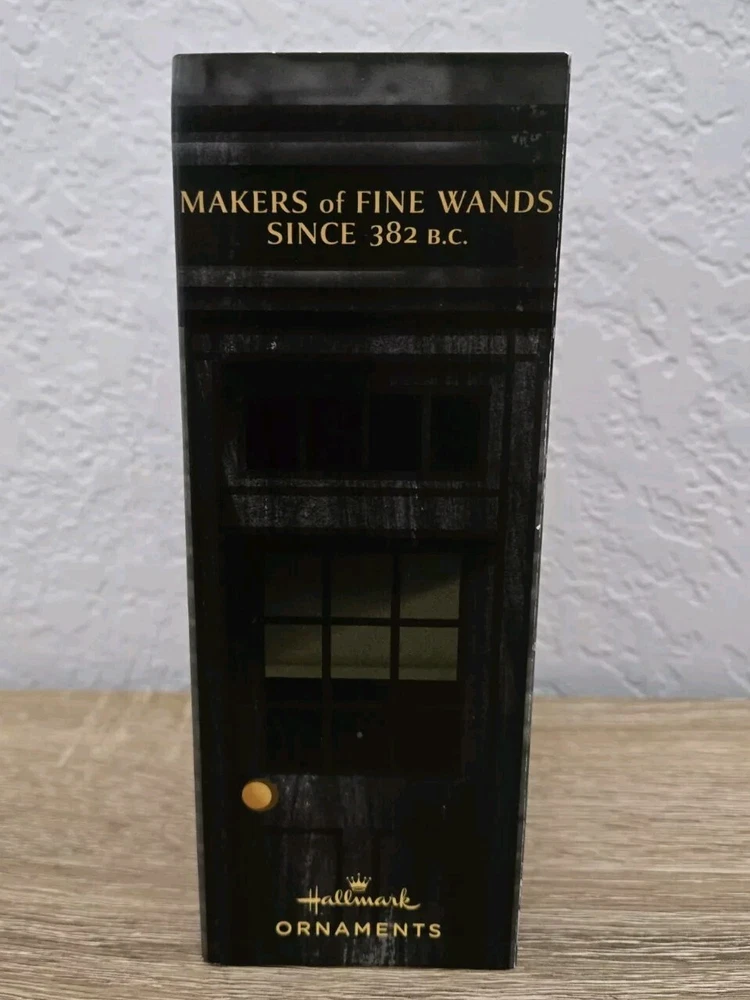 MAKERS of FINE WANDS
SINCE 382 B.C.
Hallmark
ORNAMENTS